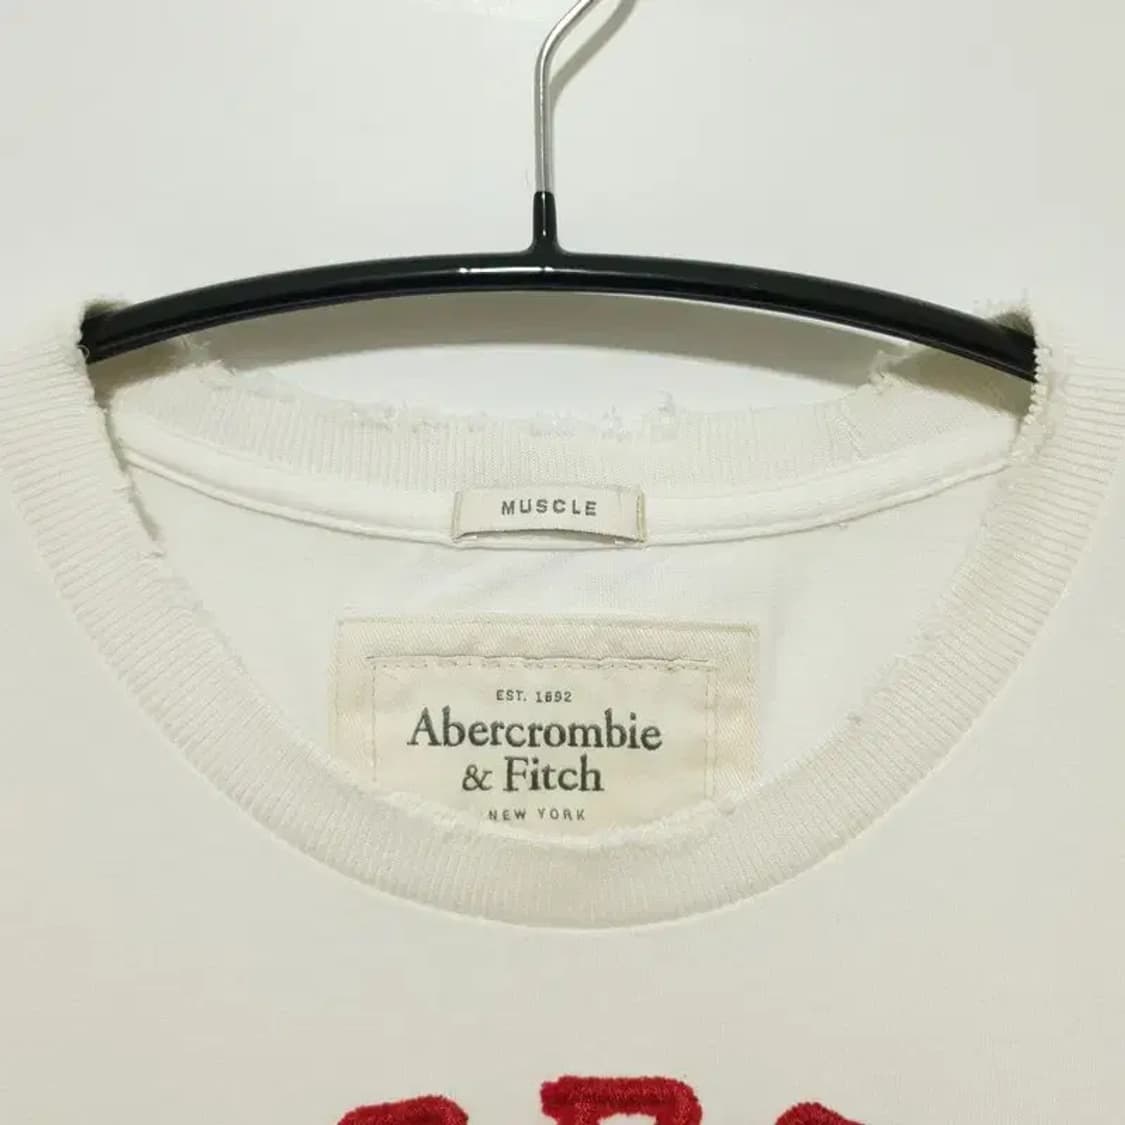 MUSCLE
EST. 1892
Abercrombie
& Fitch
NEW YORK